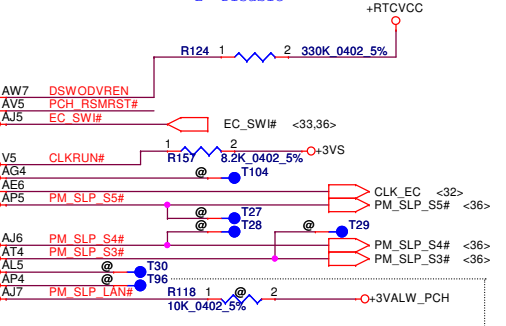 +RTCVCC
R124 1 2 330K_0402_5%
AW7 DSWODVREN
AV5 PCH_RSMRST#
AJ5 EC_SWI# EC_SWI# <33,36>
1 2
R157 8.2K_0402_5% +3VS
V5 CLKRUN#
AG4 @ T104
AE6 CLK_EC <32>
AP5 PM_SLP_S5# PM_SLP_S5# <36>
@ T27
@ T28 @ T29
AJ6 PM_SLP_S4# PM_SLP_S4# <36>
AT4 PM_SLP_S3# PM_SLP_S3# <36>
AL5 @ T30
AP4 @ T96
AJ7 PM_SLP_LAN# R118 1 @ 2 +3VALW_PCH
10K_0402_5%